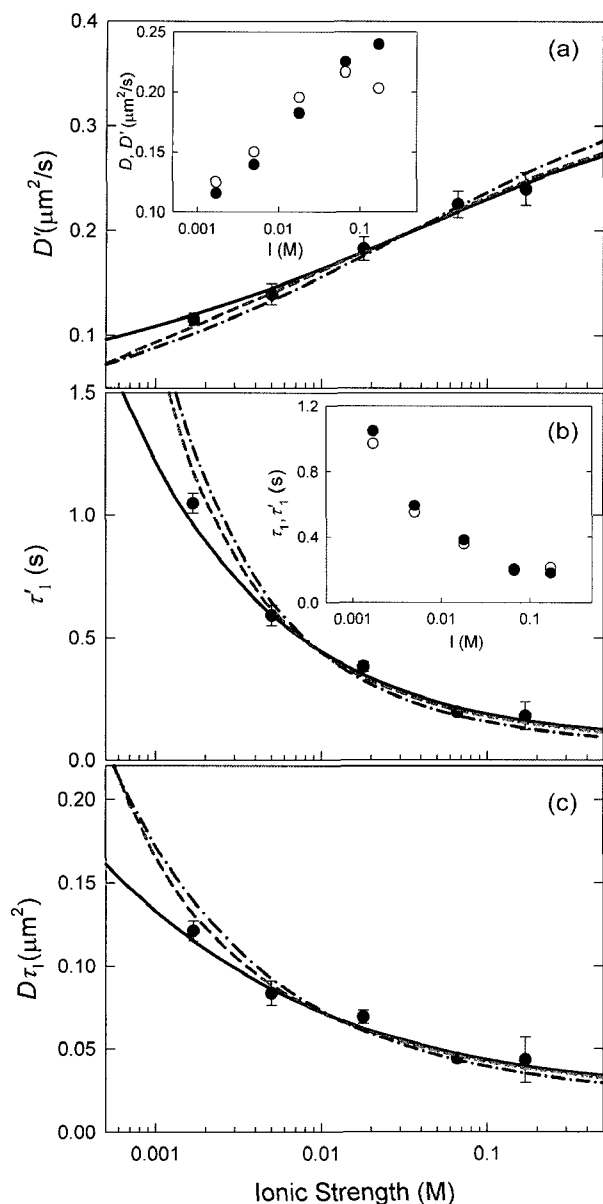 (a)
D'(μm²/s)
0.4
0.3
0.2
0.1
D, D' (μm²/s)
0.25
0.20
0.15
0.10
0.001 0.01 0.1
I (M)
(b)
τ'₁ (s)
1.5
1.0
0.5
0.0
τ₁, τ'₁ (s)
1.2
0.8
0.4
0.0
0.001 0.01 0.1
I (M)
(c)
Dτ₁(μm²)
0.20
0.15
0.10
0.05
0.00
0.001 0.01 0.1
Ionic Strength (M)